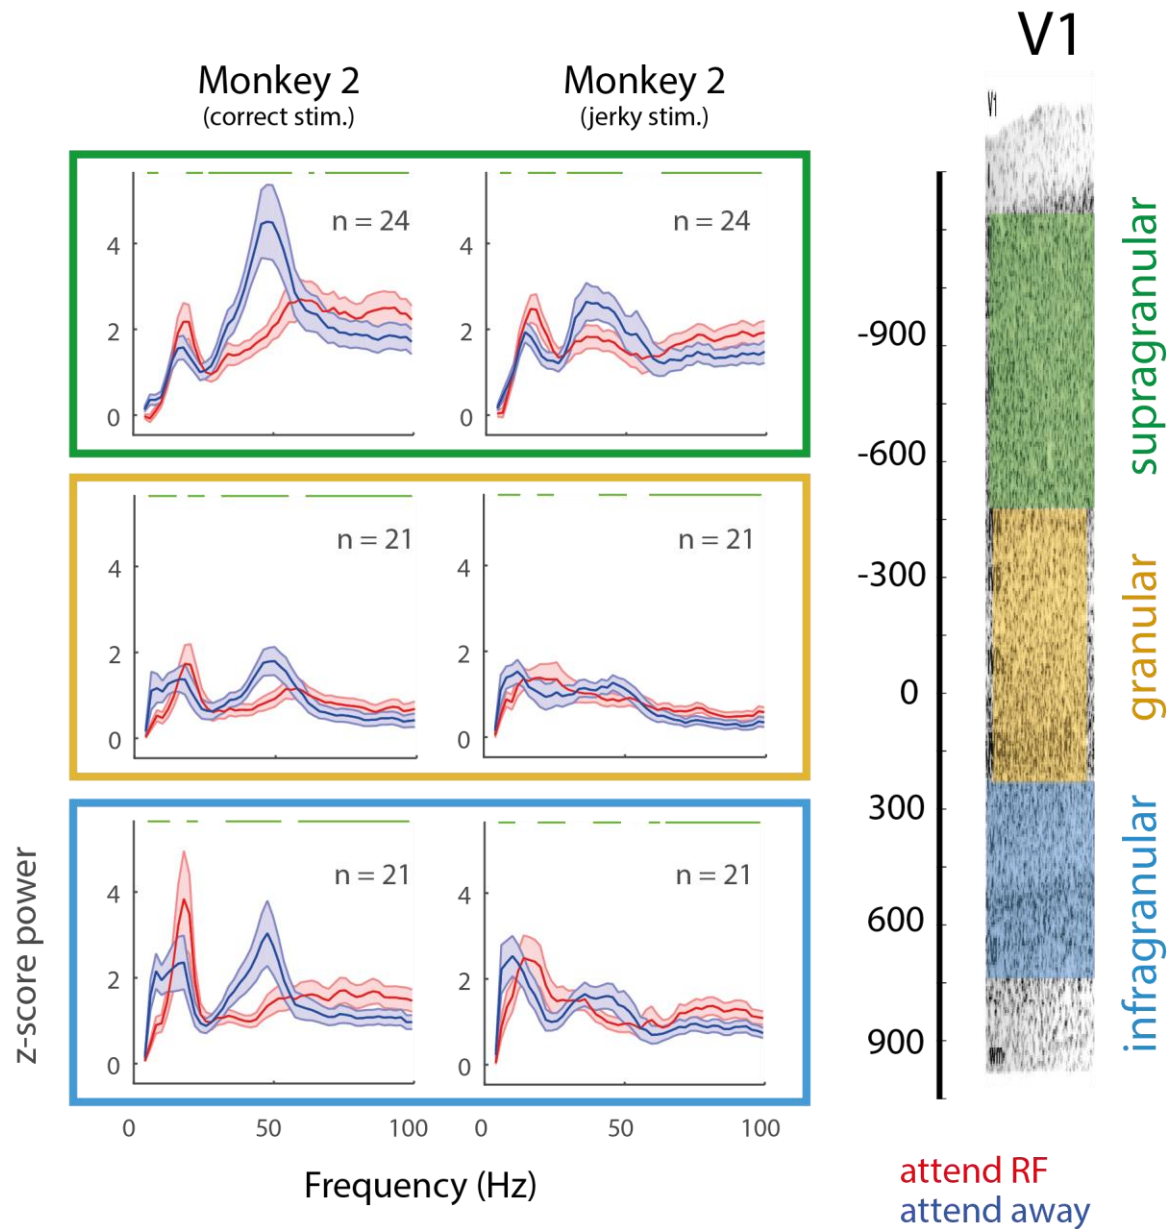 V1
Monkey 2
(correct stim.)
Monkey 2
(jerky stim.)
V1
n = 24
4
2
0
n = 24
4
2
0
n = 21
4
2
0
n = 21
4
2
0
n = 21
4
2
0
n = 21
4
2
0
z-score power
0
50
100
0
50
100
Frequency (Hz)
-900
-600
-300
0
300
600
900
supragranular
granular
infragranular
attend RF
attend away